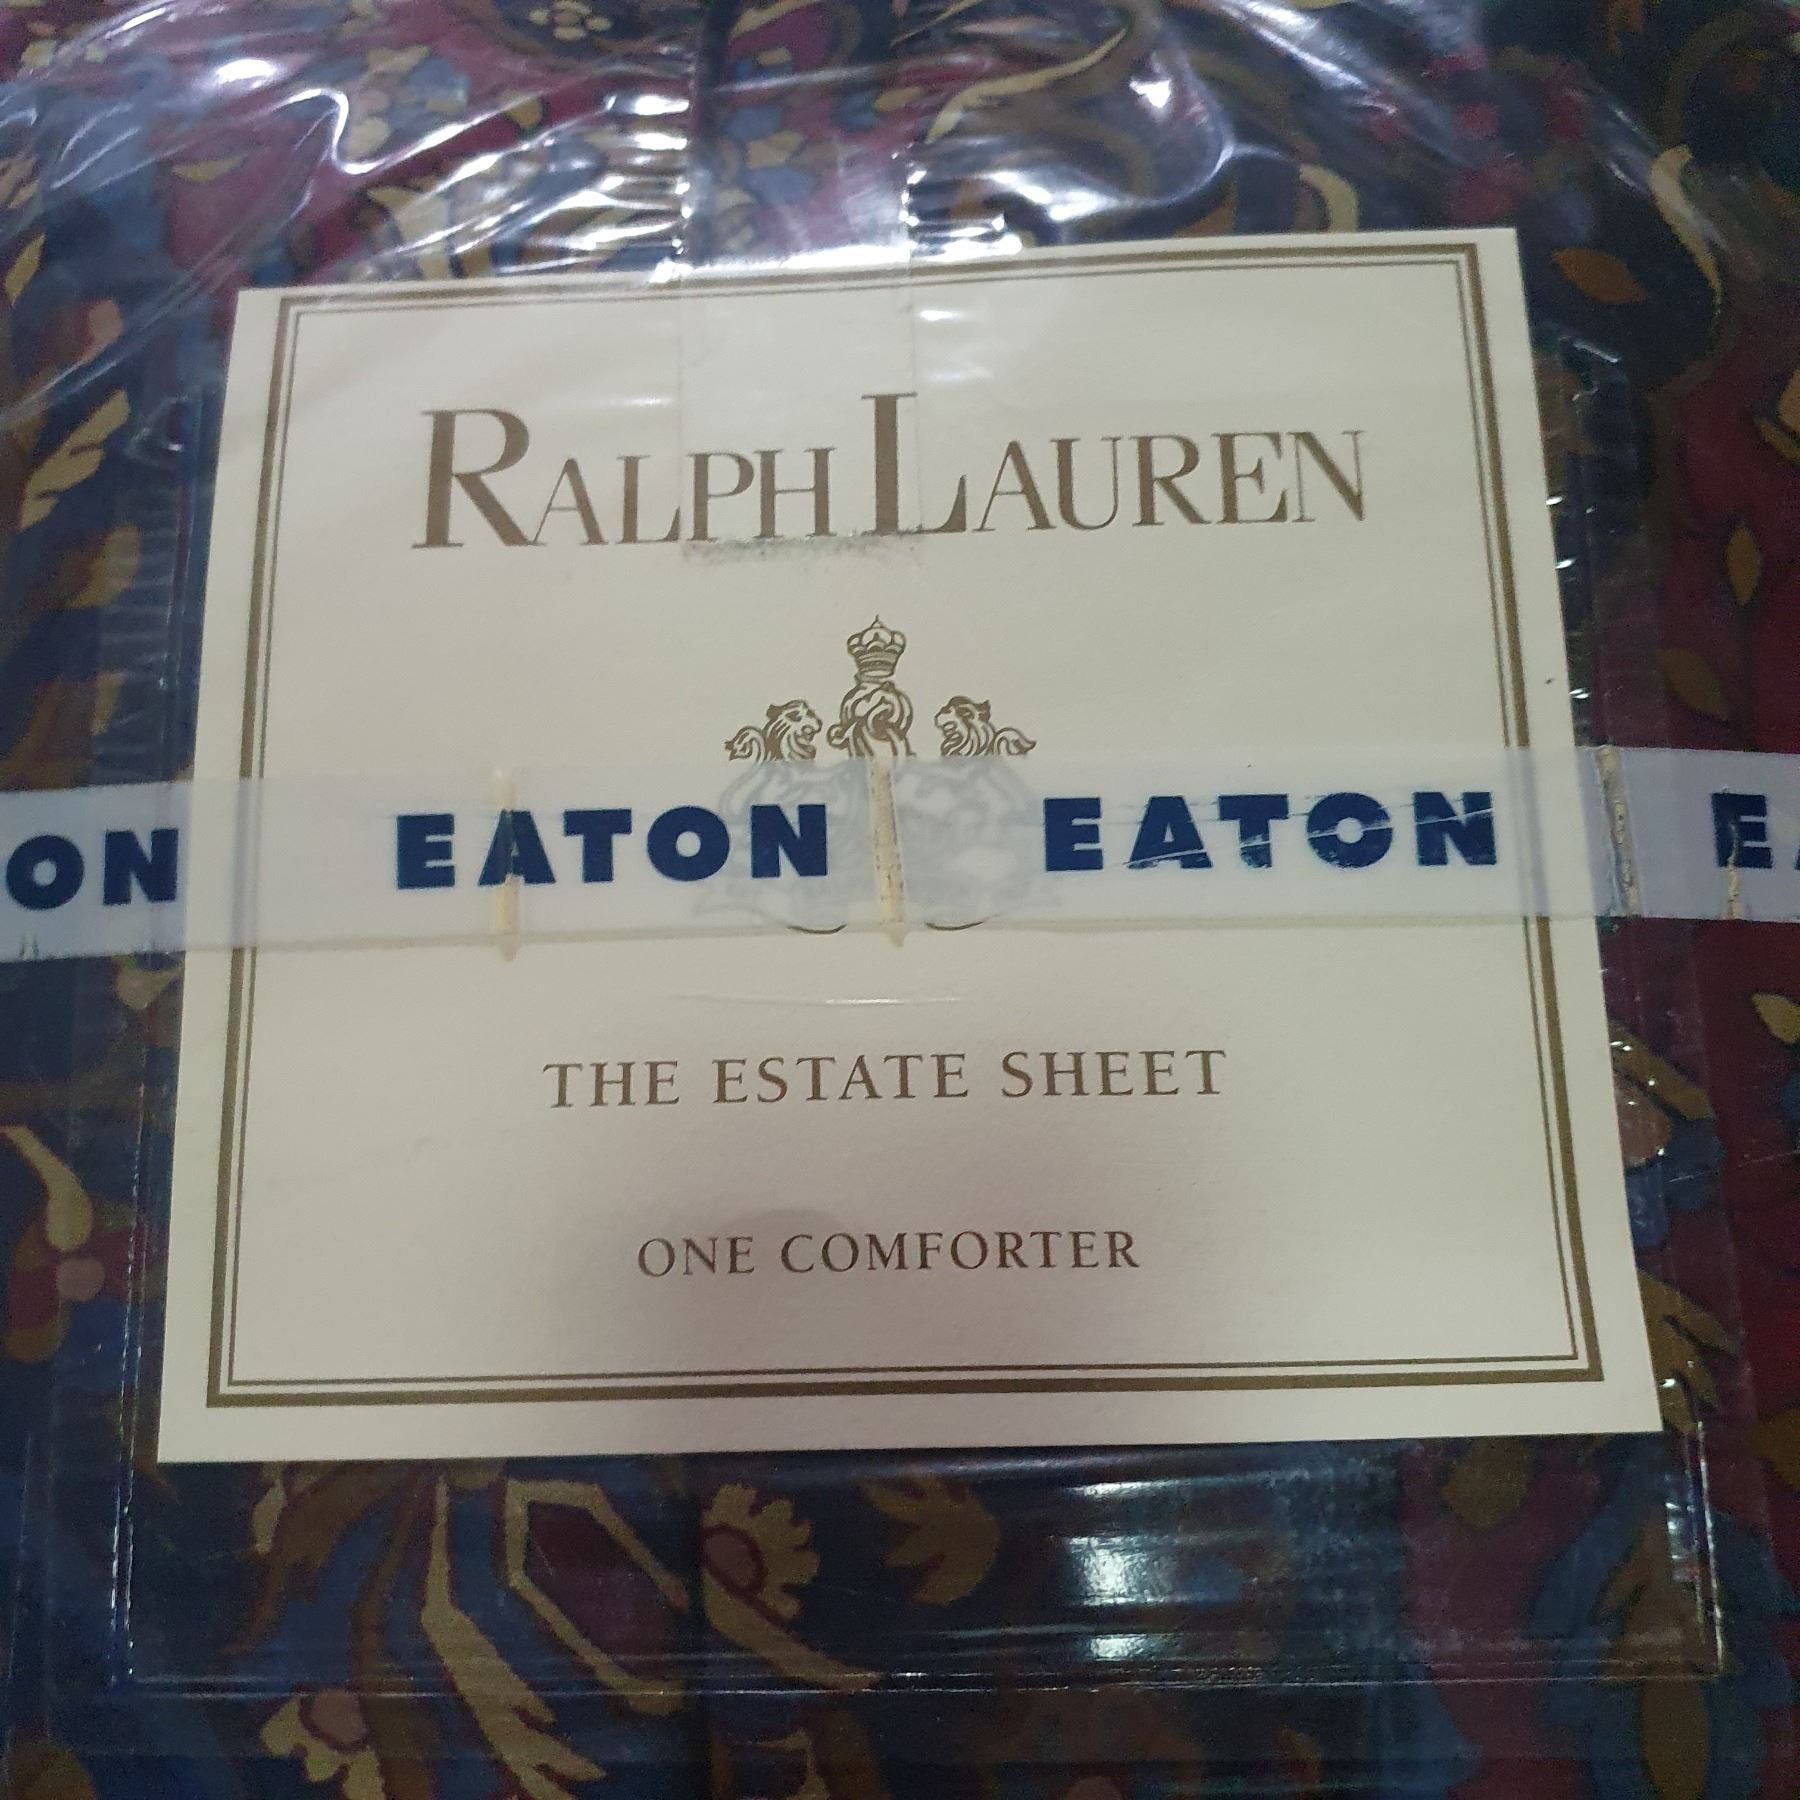 RALPH LAUREN
ON EATON EATON E
THE ESTATE SHEET
ONE COMFORTER